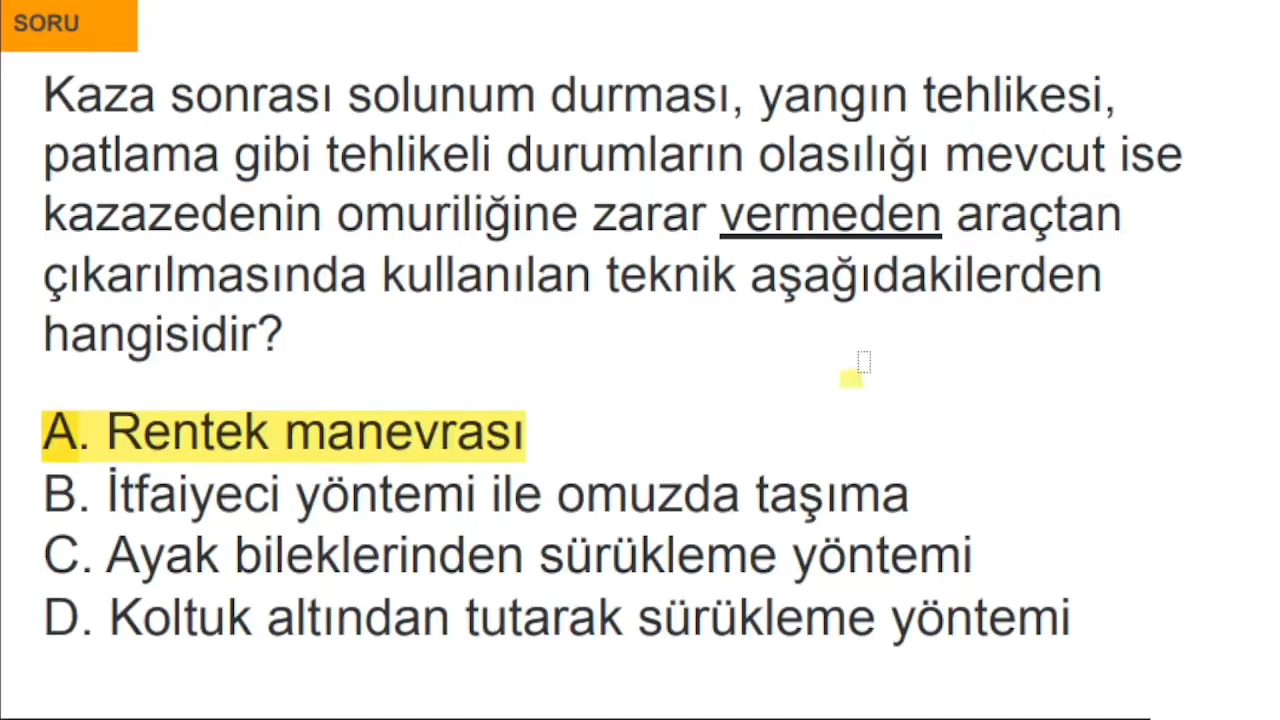 SORU
Kaza sonrası solunum durması, yangın tehlikesi,
patlama gibi tehlikeli durumların olasılığı mevcut ise
kazazedenin omuriliğine zarar vermeden araçtan
çıkarılmasında kullanılan teknik aşağıdakilerden
hangisidir?
A. Rentek manevrası
B. İtfaiyeci yöntemi ile omuzda taşıma
C. Ayak bileklerinden sürükleme yöntemi
D. Koltuk altından tutarak sürükleme yöntemi